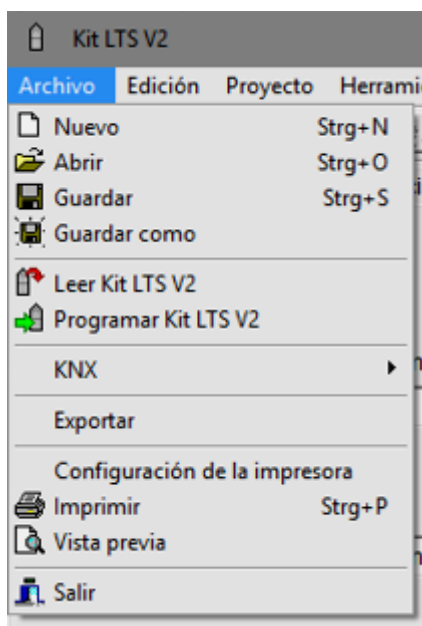 Kit LTS V2
Archivo Edición Proyecto
Nuevo Strg+N
Abrir Strg+O
Guardar Strg+S
Guardar como
Leer Kit LTS V2
Programar Kit LTS V2
KNX
Exportar
Configuración de la impresora
Imprimir Strg+P
Vista previa
Salir